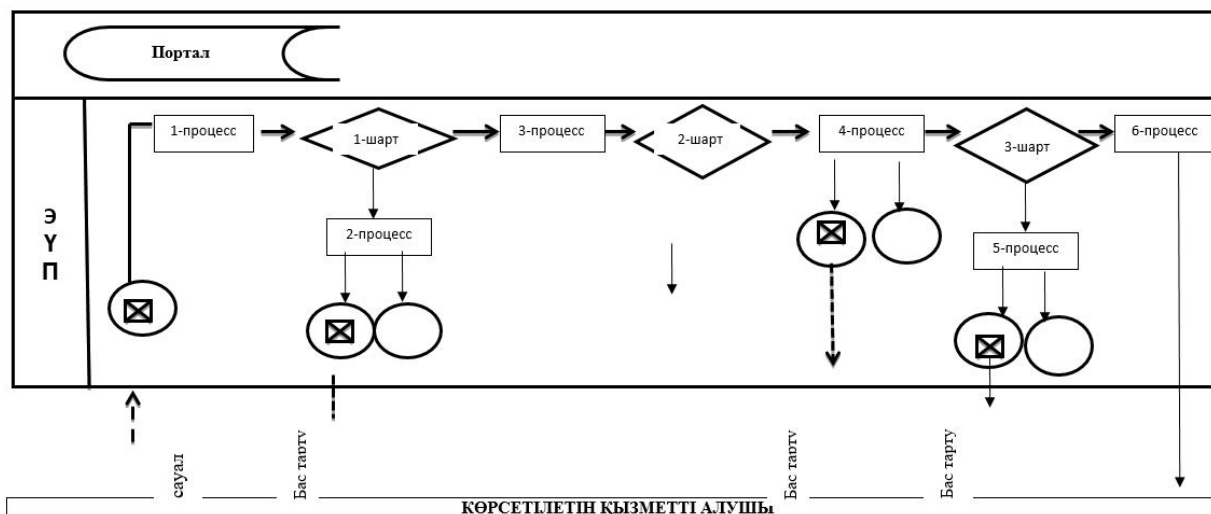 Портал
1-процесс
1-шарт
3-процесс
2-шарт
4-процесс
3-шарт
6-процесс
Э
Ү
П
2-процесс
5-процесс
сауал
Бас тарту
Бас тарту
Бас тарту
КӨРСЕТІЛЕТІН ҚЫЗМЕТТІ АЛУШЫ